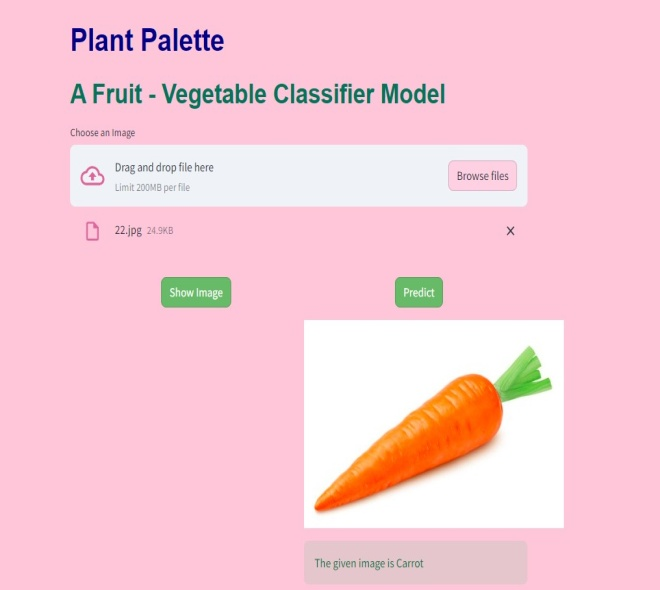 Plant Palette
A Fruit - Vegetable Classifier Model
Choose an Image
Drag and drop file here
Limit 200MB per file
Browse files
22.jpg 24.9KB
X
Show Image
Predict
The given image is Carrot